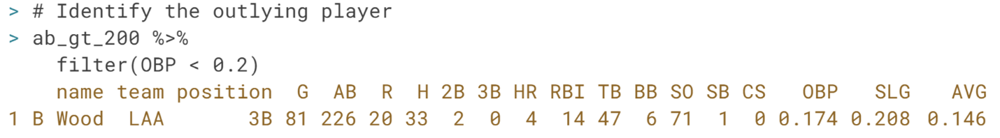 > # Identify the outlying player
> ab_gt_200 %>%
    filter(OBP < 0.2)
    name team position  G  AB  R  H 2B 3B HR RBI TB BB SO SB CS   OBP   SLG   AVG
1 B Wood  LAA       3B 81 226 20 33  2  0  4  14 47  6 71  1  0 0.174 0.208 0.146